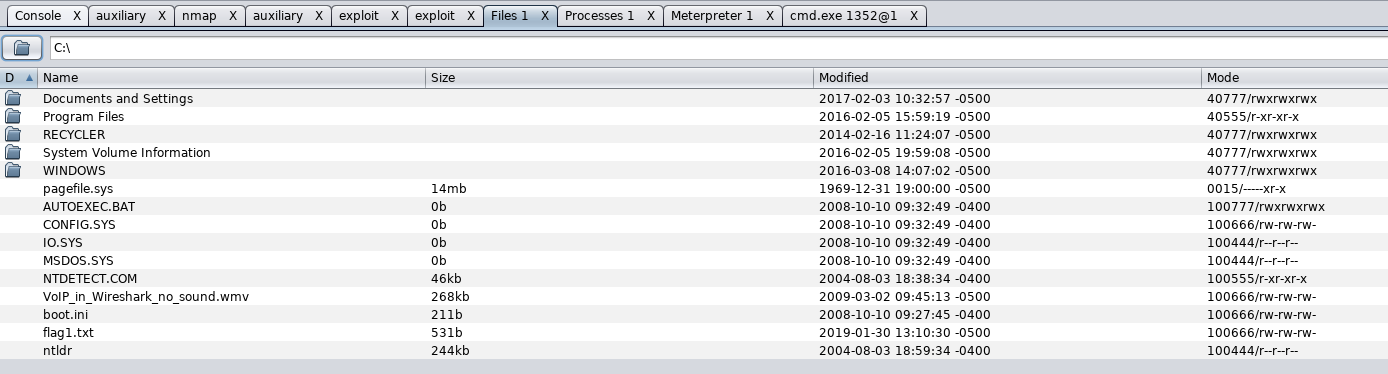 Console X auxiliary X nmap X auxiliary X exploit X exploit X Files 1 X Processes 1 X Meterpreter 1 X cmd.exe 1352@1 X
C:\
D Name Size Modified Mode
Documents and Settings 2017-02-03 10:32:57 -0500 40777/rwxrwxrwx
Program Files 2016-02-05 15:59:19 -0500 40555/r-xr-xr-x
RECYCLER 2014-02-16 11:24:07 -0500 40777/rwxrwxrwx
System Volume Information 2016-02-05 19:59:08 -0500 40777/rwxrwxrwx
WINDOWS 2016-03-08 14:07:02 -0500 40777/rwxrwxrwx
pagefile.sys 14mb 1969-12-31 19:00:00 -0500 0015/-----xr-x
AUTOEXEC.BAT 0b 2008-10-10 09:32:49 -0400 100777/rwxrwxrwx
CONFIG.SYS 0b 2008-10-10 09:32:49 -0400 100666/rw-rw-rw-
IO.SYS 0b 2008-10-10 09:32:49 -0400 100444/r--r--r--
MSDOS.SYS 0b 2008-10-10 09:32:49 -0400 100444/r--r--r--
NTDETECT.COM 46kb 2004-08-03 18:38:34 -0400 100555/r-xr-xr-x
VoIP_in_Wireshark_no_sound.wmv 268kb 2009-03-02 09:45:13 -0500 100666/rw-rw-rw-
boot.ini 211b 2008-10-10 09:27:45 -0400 100666/rw-rw-rw-
flag1.txt 531b 2019-01-30 13:10:30 -0500 100666/rw-rw-rw-
ntldr 244kb 2004-08-03 18:59:34 -0400 100444/r--r--r--